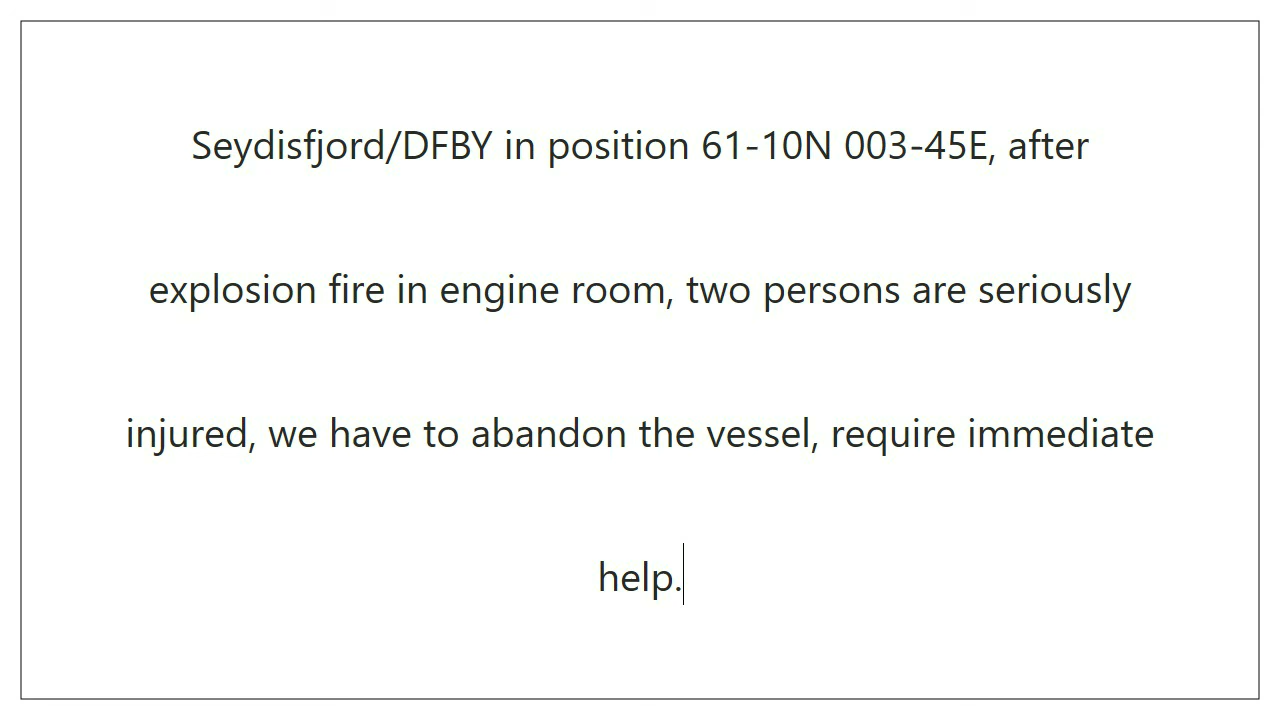 Seydisfjord/DFBY in position 61-10N 003-45E, after
explosion fire in engine room, two persons are seriously
injured, we have to abandon the vessel, require immediate
help.